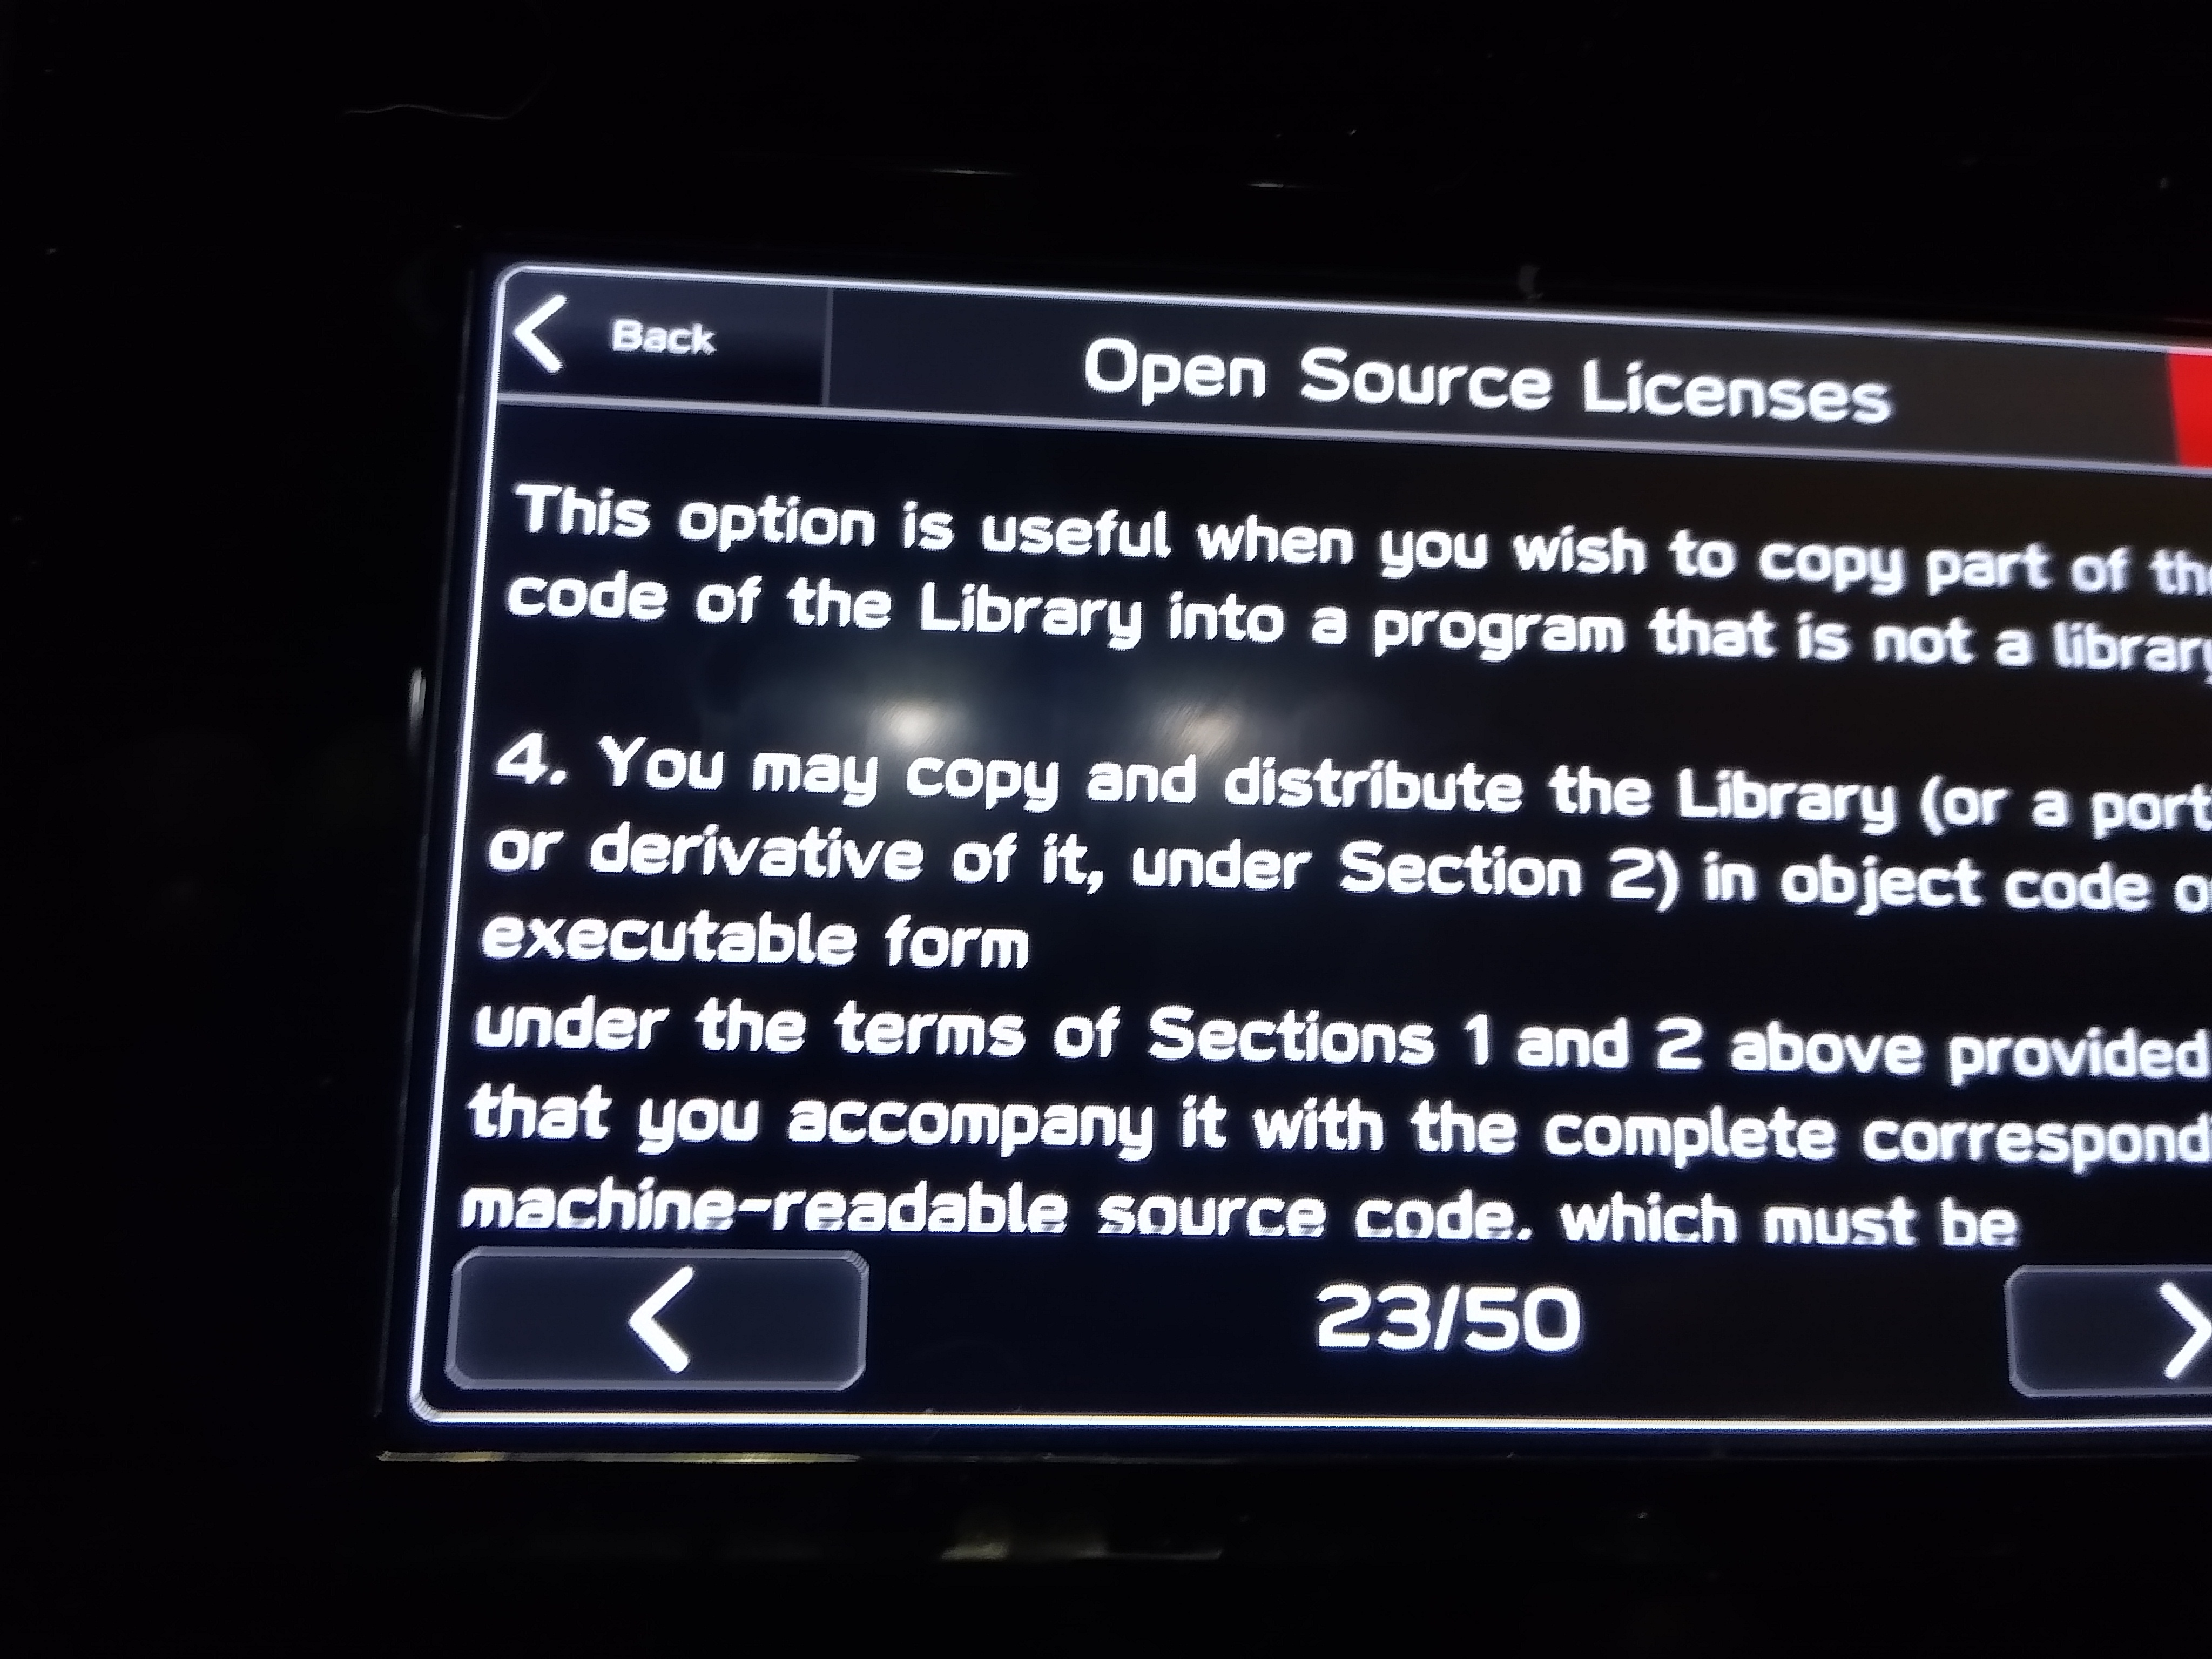 Back
Open Source Licenses
This option is useful when you wish to copy part of the
code of the Library into a program that is not a library
4. You may copy and distribute the Library (or a
or derivative of it, under Section 2) in object code
executable form
under the terms of Sections 1 and 2 above provided
that you accompany it with the complete
machine-readable source code, which must be
23/50